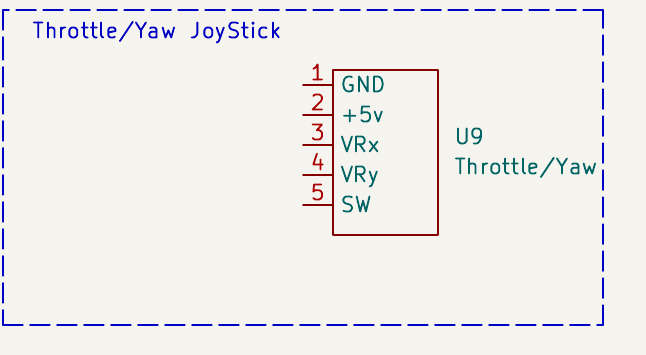 Throttle/Yaw JoyStick
1 GND
2 +5v
3 VRx
4 VRy
5 SW
U9
Throttle/Yaw